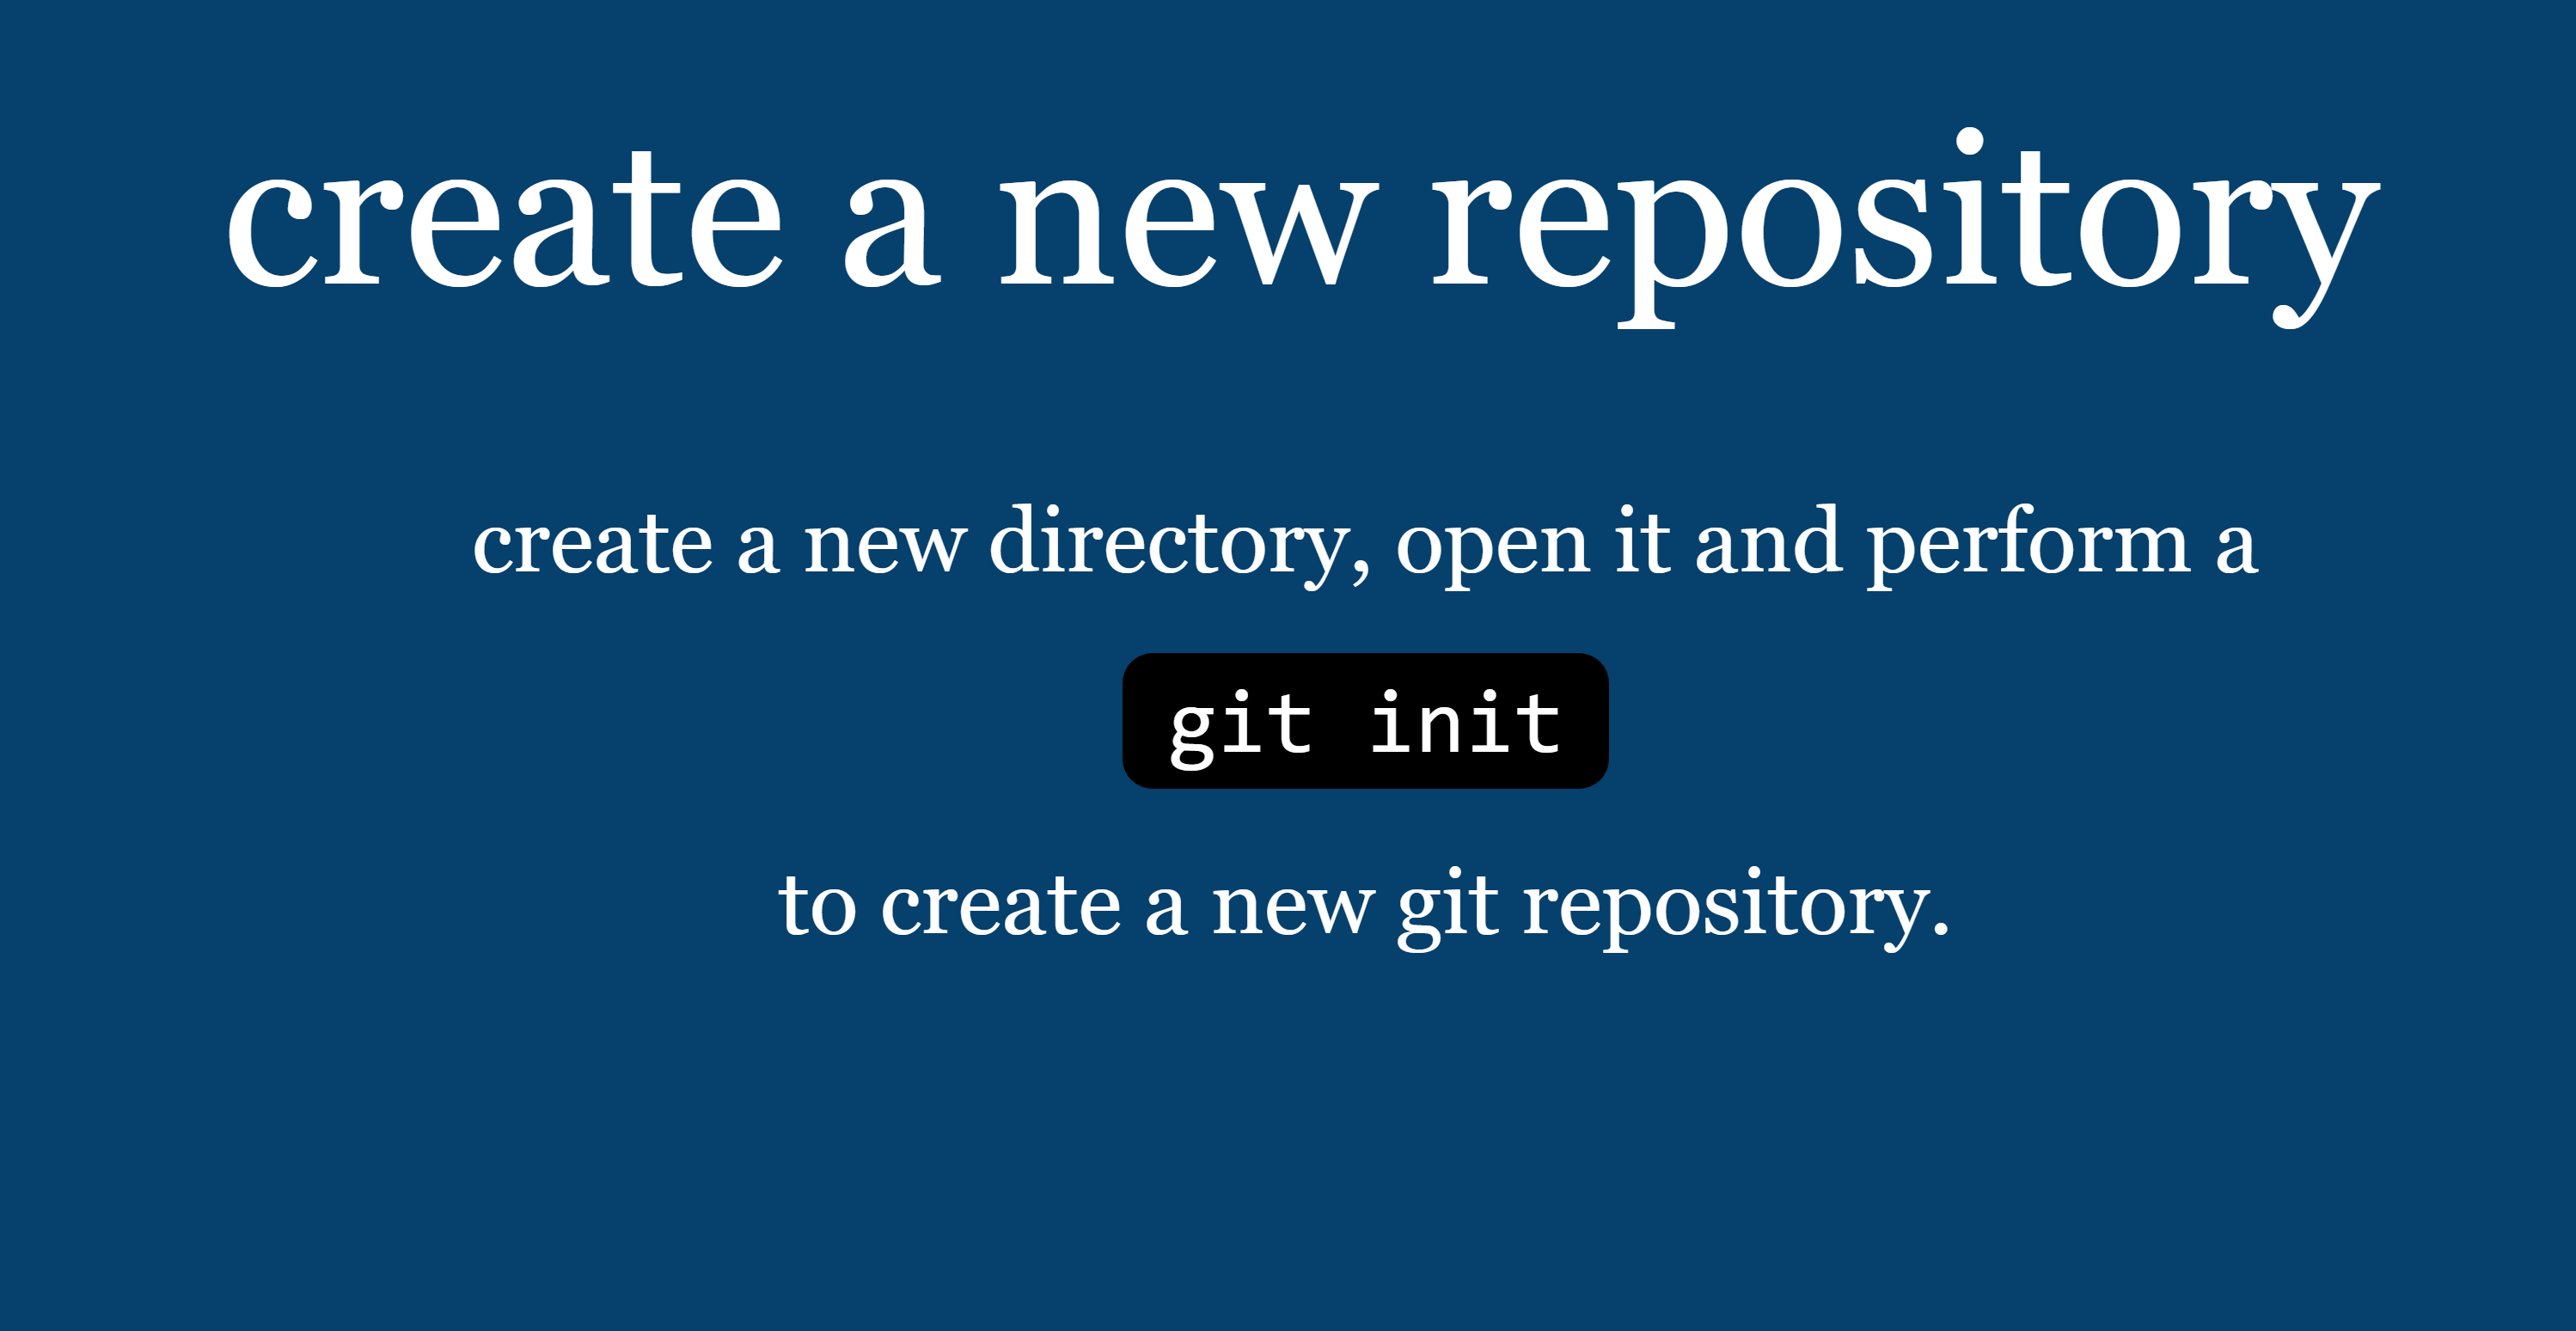 create a new repository
create a new directory, open it and perform a
git init
to create a new git repository.